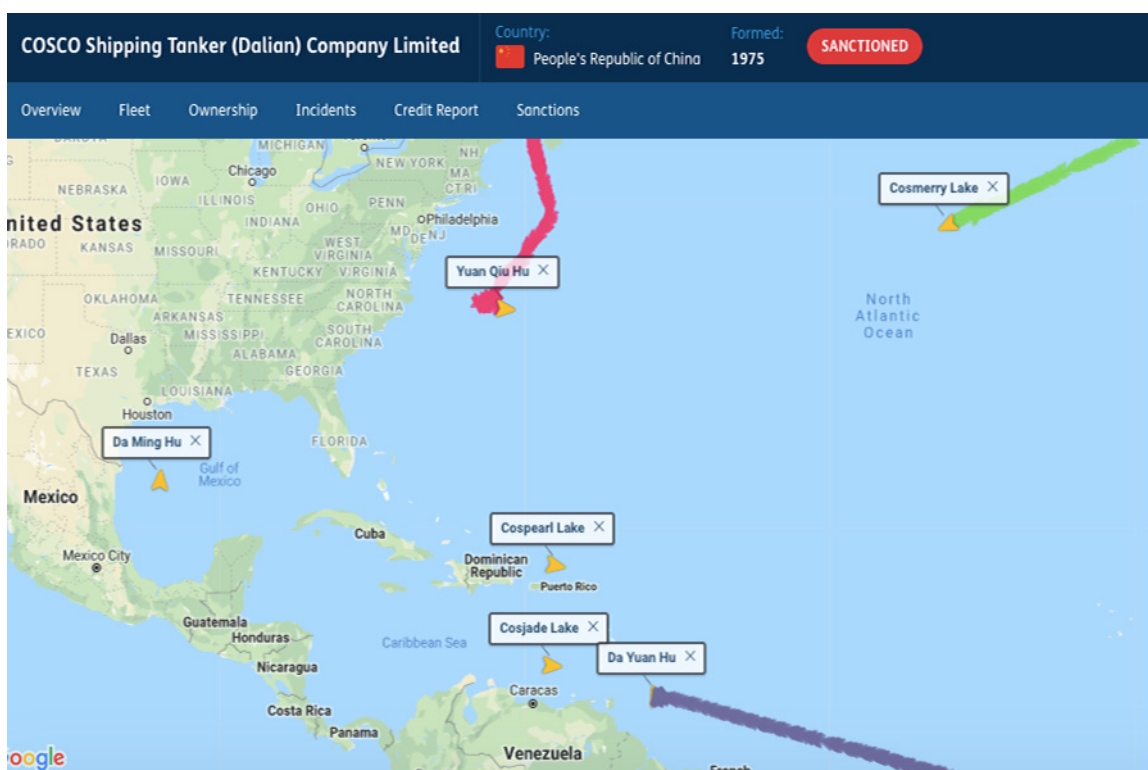 COSCO Shipping Tanker (Dalian) Company Limited
Country:
People's Republic of China
Formed:
1975
SANCTIONED
Overview Fleet Ownership Incidents Credit Report Sanctions
MICHIGAN
NH
NEW YORK
MA
CTRI
Chicago
IOWA
NEBRASKA
ILLINOIS
OHIO
PENN
INDIANA
Philadelphia
MD
DE
NJ
nited States
KANSAS
MISSOURI
WEST
VIRGINIA
KENTUCKY
VIRGINIA
Cosmerry Lake ×
Yuan Qiu Hu ×
OKLAHOMA
TENNESSEE
NORTH
CAROLINA
ARKANSAS
MISSISSIPPI
SOUTH
CAROLINA
Dallas
ALABAMA
TEXAS
GEORGIA
LOUISIANA
Houston
North
Atlantic
Ocean
Da Ming Hu ×
FLORIDA
Gulf of
Mexico
Mexico
Mexico City
Cuba
Cospearl Lake ×
Dominican
Republic
Puerto Rico
Guatemala
Honduras
Caribbean Sea
Cosjade Lake ×
Da Yuan Hu ×
Nicaragua
Caracas
Costa Rica
Panama
Venezuela
oogle